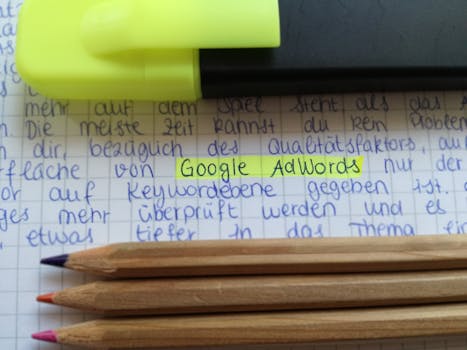 mehr auf dem Spiel steht als das
Die meiste Zeit kannst du kein Problem
dir, bezüglich des Qualitätsfaktors, auf
von Google AdWords nur der
auf Keywordebene gegeben ist,
mehr überprüft werden und es
etwas tiefer in das Thema